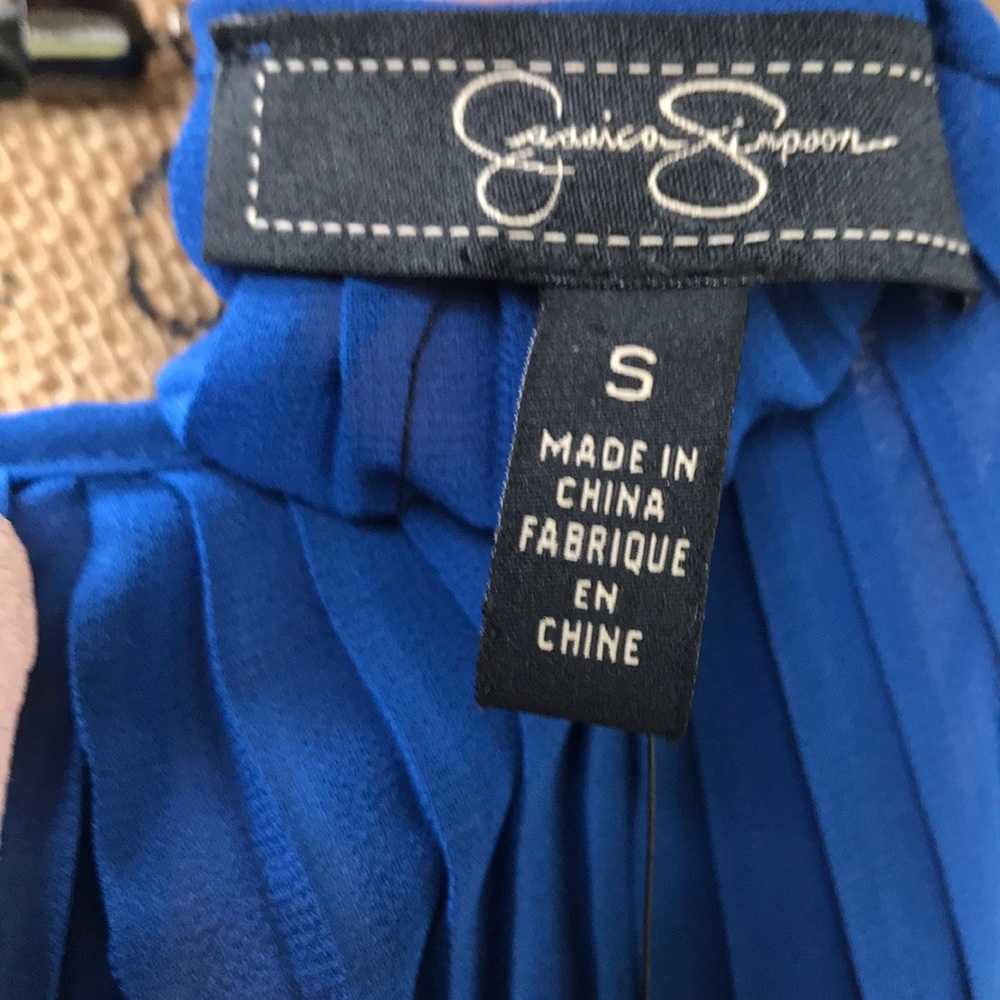 Jessica Simpson
S
MADE IN
CHINA
FABRIQUE
EN
CHINE